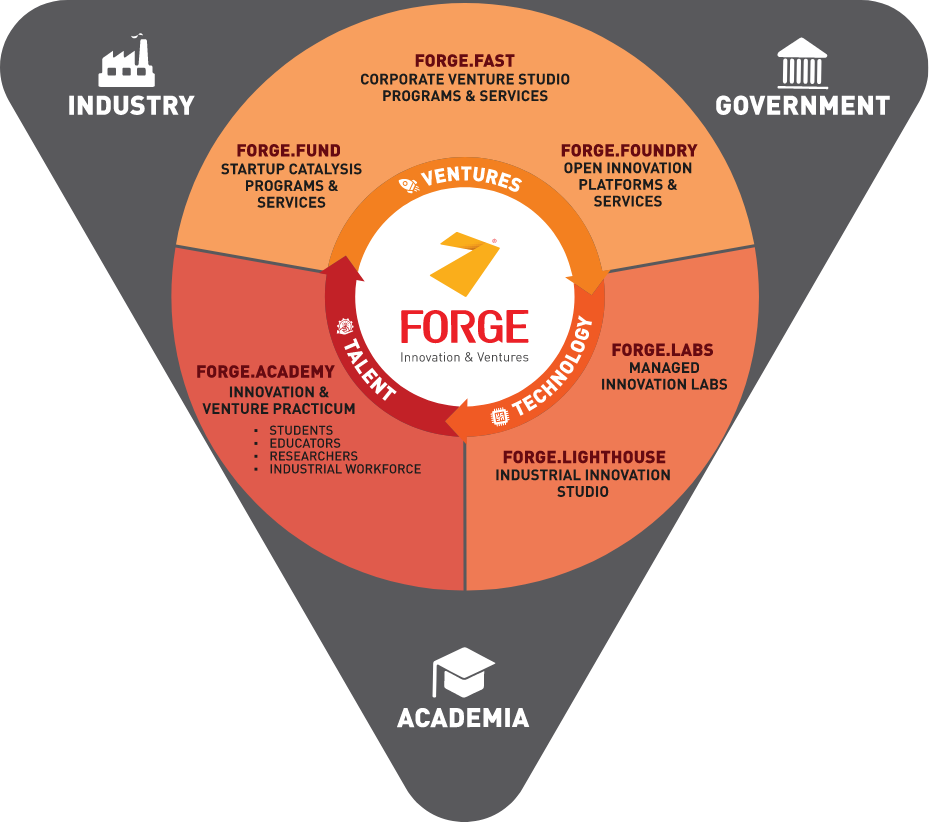 INDUSTRY
GOVERNMENT
FORGE.FAST
CORPORATE VENTURE STUDIO
PROGRAMS & SERVICES
FORGE.FUND
STARTUP CATALYSIS
PROGRAMS &
SERVICES
FORGE.FOUNDRY
OPEN INNOVATION
PLATFORMS &
SERVICES
VENTURES
®
FORGE
Innovation & Ventures
TALENT
TECHNOLOGY
FORGE.LABS
MANAGED
INNOVATION LABS
FORGE.ACADEMY
INNOVATION &
VENTURE PRACTICUM
▪ STUDENTS
▪ EDUCATORS
▪ RESEARCHERS
▪ INDUSTRIAL WORKFORCE
FORGE.LIGHTHOUSE
INDUSTRIAL INNOVATION
STUDIO
ACADEMIA